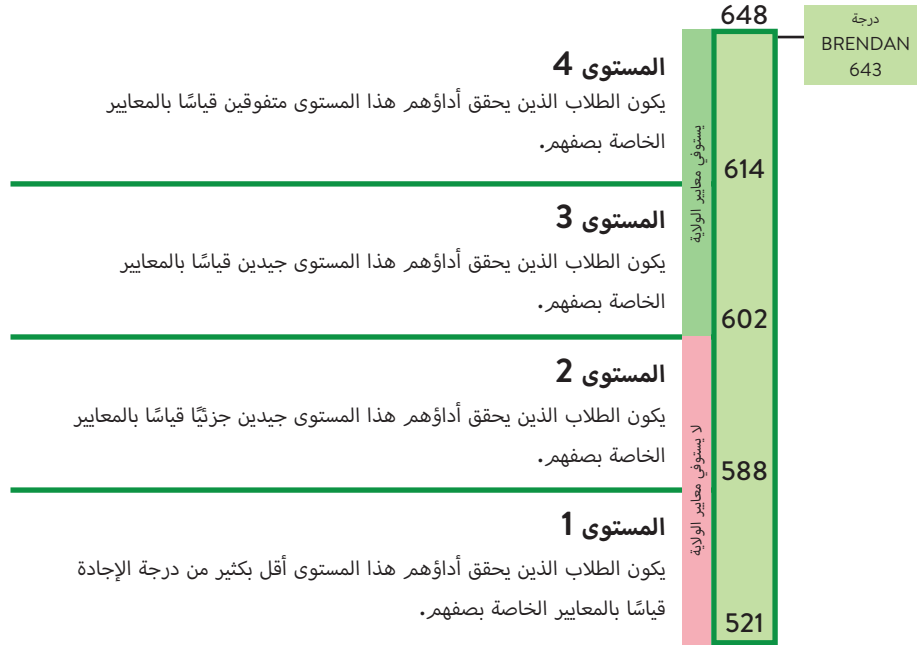 648
درجة
BRENDAN
643
المستوى 4
يكون الطلاب الذين يحقق أداؤهم هذا المستوى متفوقين قياسًا بالمعايير
الخاصة بصفهم.
614
يستوفي معايير الولاية
المستوى 3
يكون الطلاب الذين يحقق أداؤهم هذا المستوى جيدين قياسًا بالمعايير
الخاصة بصفهم.
602
المستوى 2
يكون الطلاب الذين يحقق أداؤهم هذا المستوى جيدين جزئيًا قياسًا بالمعايير
الخاصة بصفهم.
588
لا يستوفي معايير الولاية
المستوى 1
يكون الطلاب الذين يحقق أداؤهم هذا المستوى أقل بكثير من درجة الإجادة
قياسًا بالمعايير الخاصة بصفهم.
521